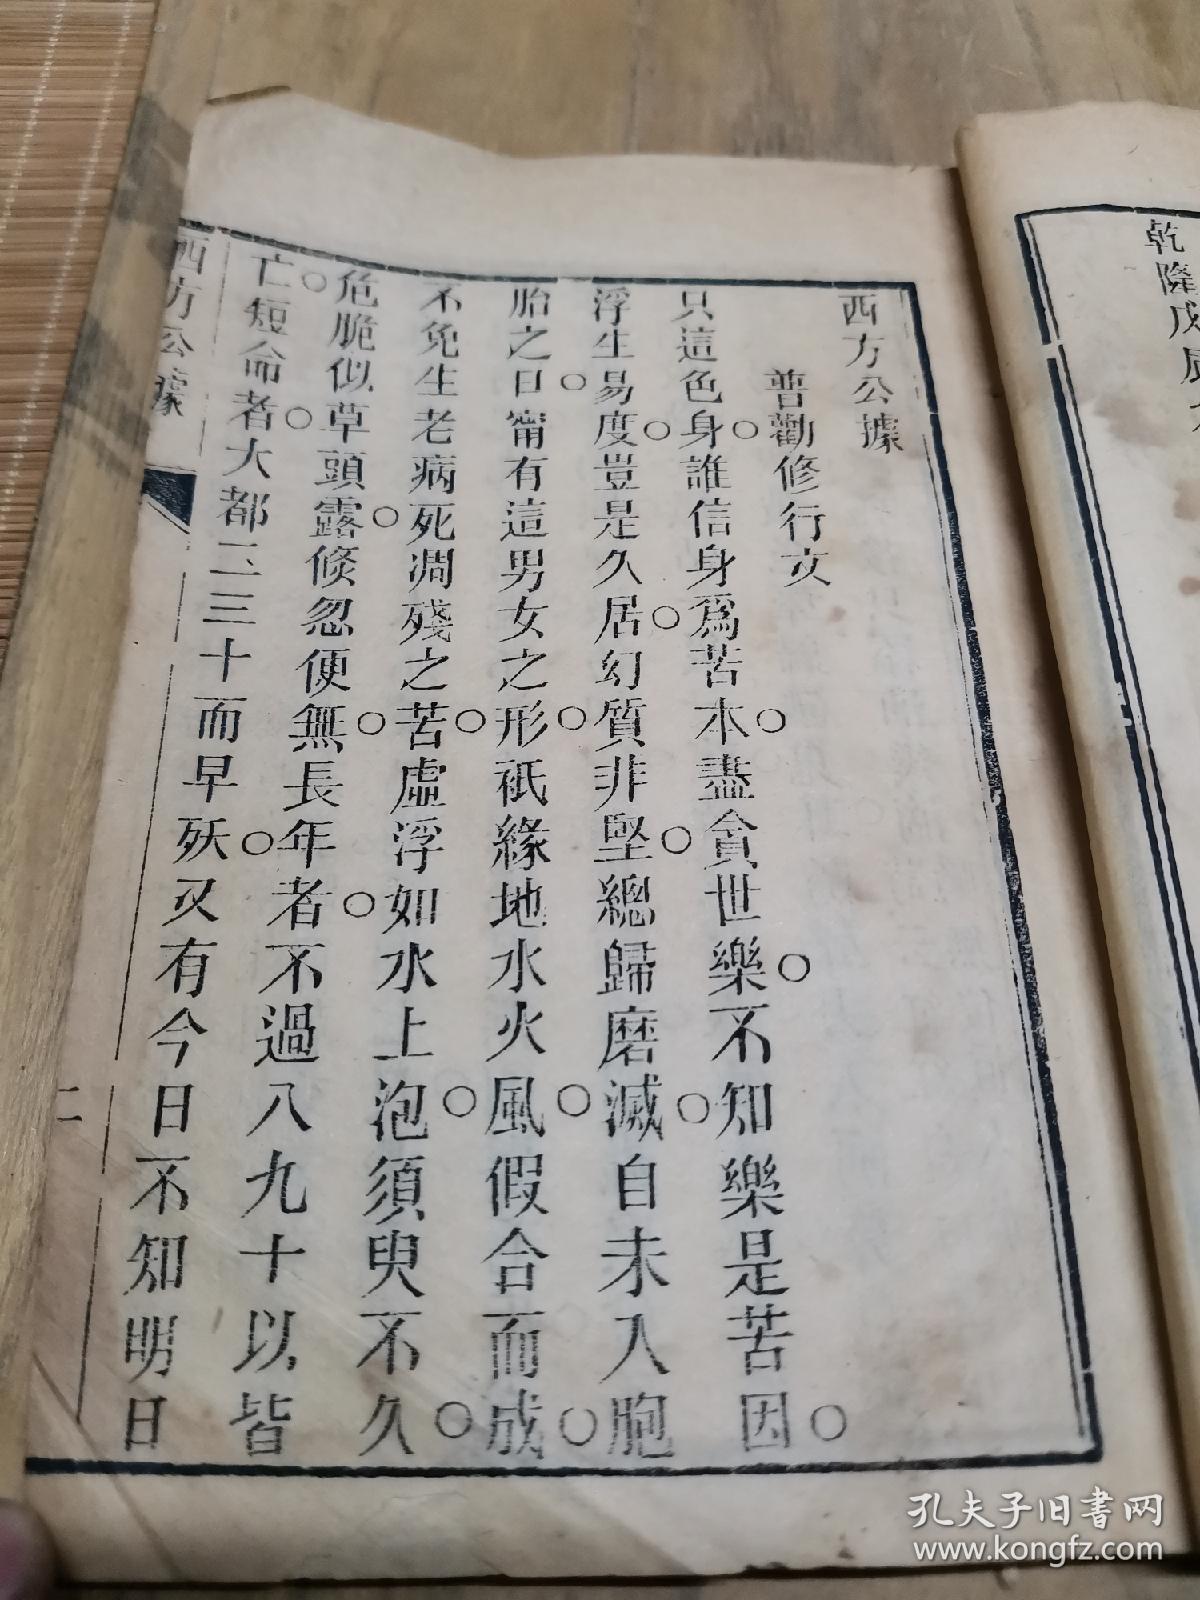 乾隆戊
西方公據
普勸修行文
只這色身誰信身爲苦本盡貪世樂不知樂是苦因
浮生易度豈是久居幻質非堅總歸磨滅自未入胞
胎之日甯有這男女之形祇緣地水火風假合而成
不免生老病死凋殘之苦虛浮如水上泡須臾不久
危脆似草頭露倐忽便無長年者不過八九十以皆
亡短命者大都二三十而早殀又有今日不知明日
西方公據
二
孔夫子旧书网
www.kongfz.com